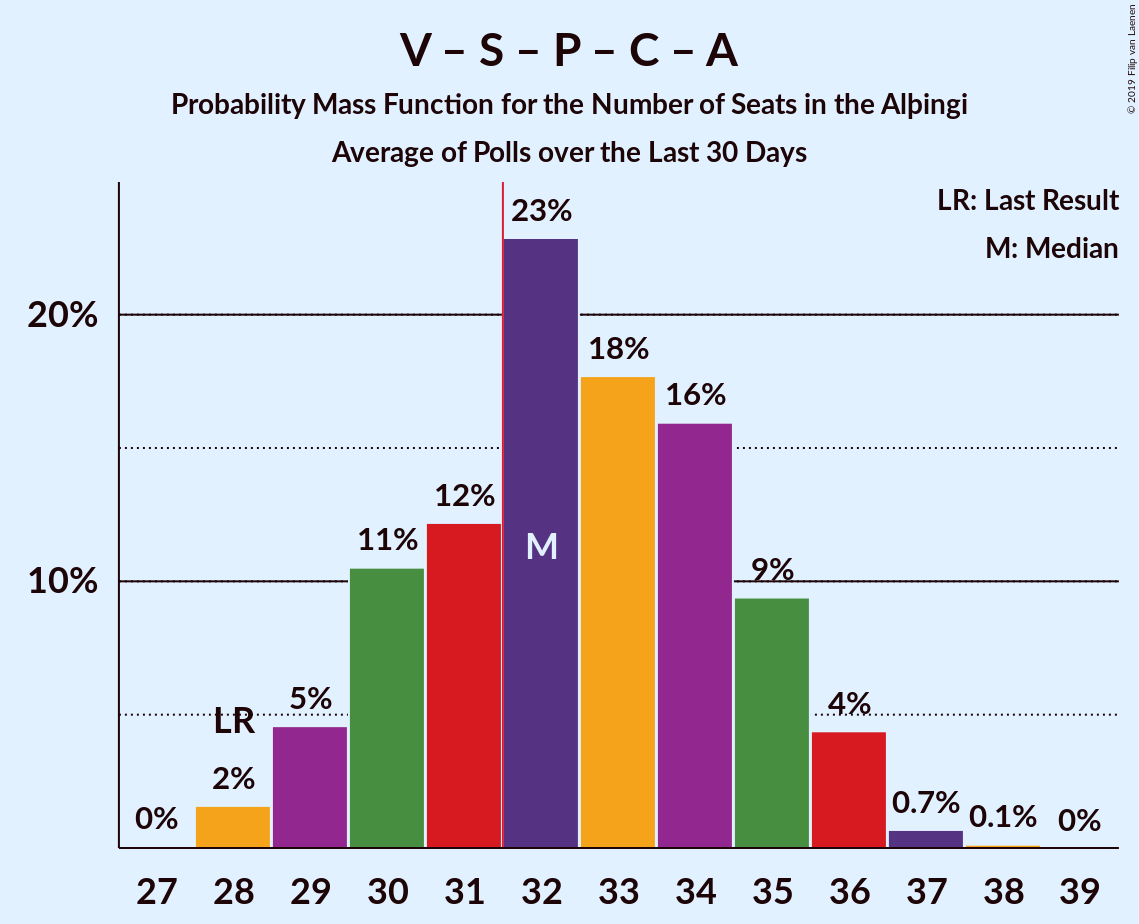 V – S – P – C – A
Probability Mass Function for the Number of Seats in the Alþingi
Average of Polls over the Last 30 Days
© 2019 Filip van Laenen
LR: Last Result
M: Median
20%
10%
0%
LR
2%
5%
11%
12%
23%
M
18%
16%
9%
4%
0.7%
0.1%
0%
27 28 29 30 31 32 33 34 35 36 37 38 39